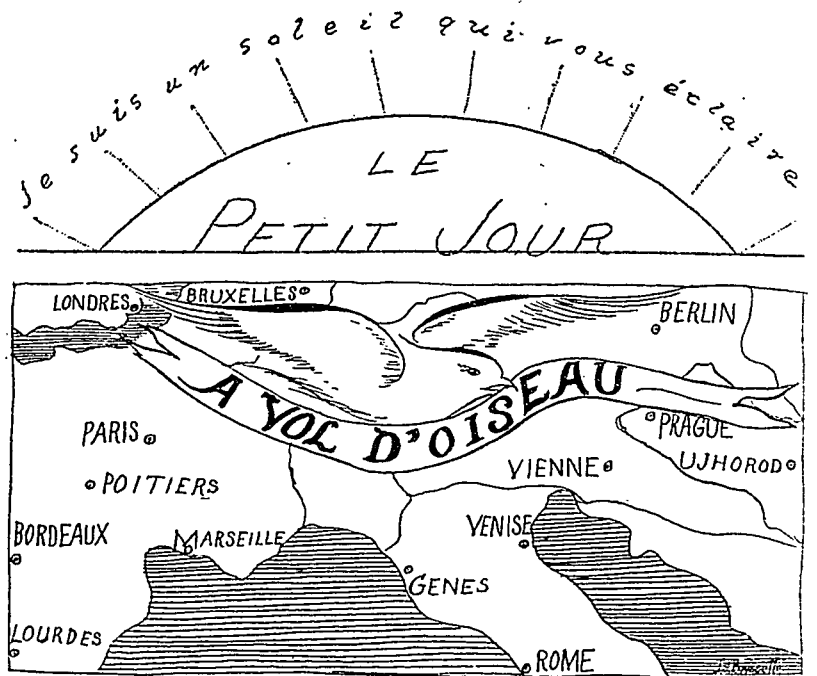 Je suis un soleil qui vous éclaire
LE
PETIT JOUR
LONDRES
BRUXELLES
BERLIN
A VOL D'OISEAU
PARIS
PRAGUE
POITIERS
VIENNE
UJHOROD
BORDEAUX
MARSEILLE
VENISE
GENES
LOURDES
ROME